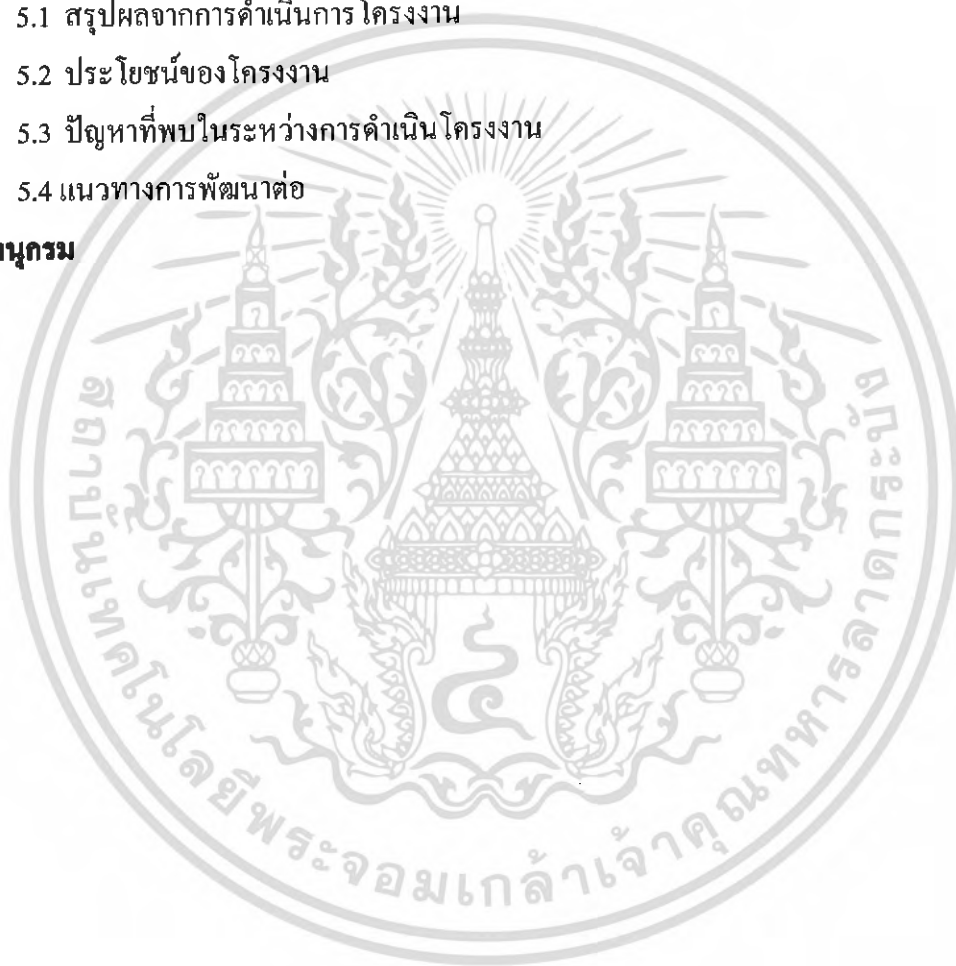 5.1 สรุปผลจากการดำเนินการโครงงาน
5.2 ประโยชน์ของโครงงาน
5.3 ปัญหาที่พบในระหว่างการดำเนินโครงงาน
5.4 แนวทางการพัฒนาต่อ
านุกรม
สถาบันเทคโนโลยีพระจอมเกล้าเจ้าคุณทหารลาดกระบัง
๔